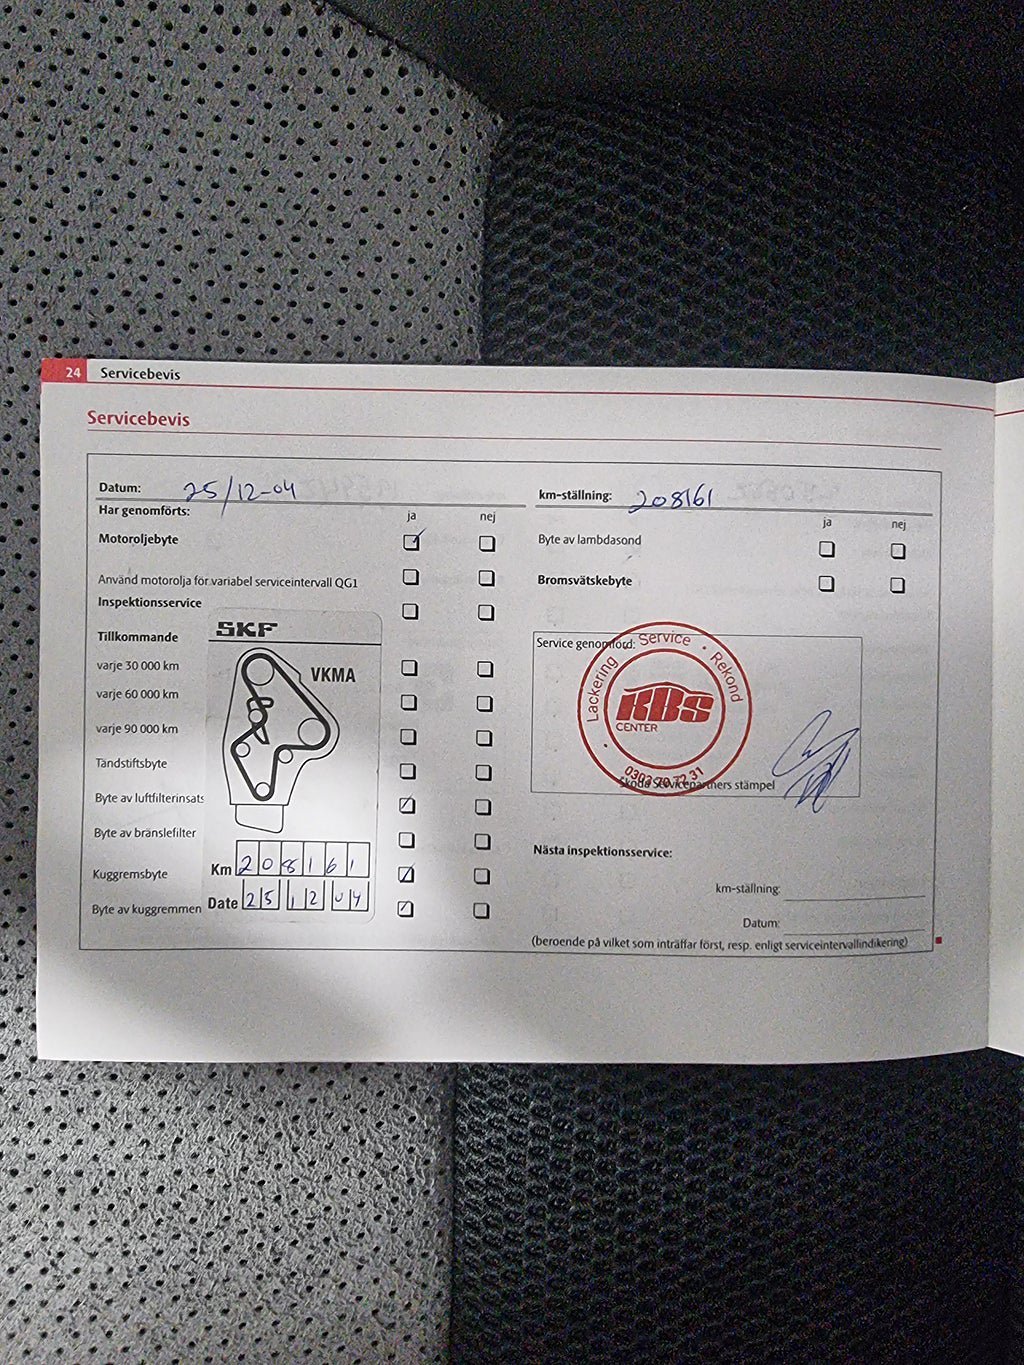 24 Servicebevis
Servicebevis
Datum: 25/12-04
km-ställning: 208161
Har genomförts:
ja nej
ja nej
Motoroljebyte
Byte av lambdasond
Använd motorolja för variabel serviceintervall QG1
Bromsvätskebyte
Inspektionsservice
Tillkommande
varje 30 000 km
varje 60 000 km
varje 90 000 km
Tändstiftsbyte
Byte av luftfilterinsats
Byte av bränslefilter
Kuggremsbyte
Byte av kuggremmen
SKF
VKMA
Km 208161
Date 25 12 04
Service genomförd:
Lackering · Service · Rekond
KBS
CENTER
0303-20 72 31
Skoda Servicepartners stämpel
Nästa inspektionsservice:
km-ställning:
Datum:
(beroende på vilket som inträffar först, resp. enligt serviceintervallindikering)